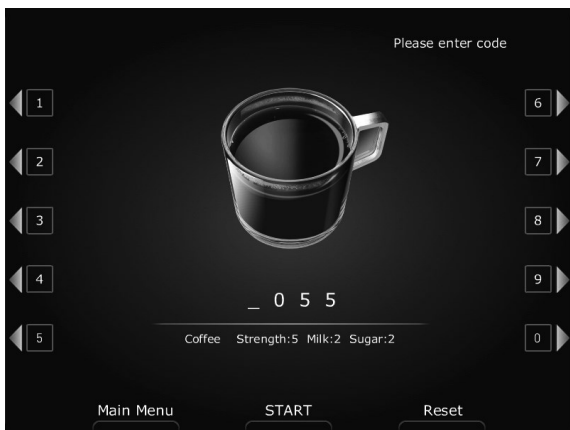 Please enter code
1
6
2
7
3
8
4
9
_ 0 5 5
5
Coffee Strength:5 Milk:2 Sugar:2
0
Main Menu START Reset